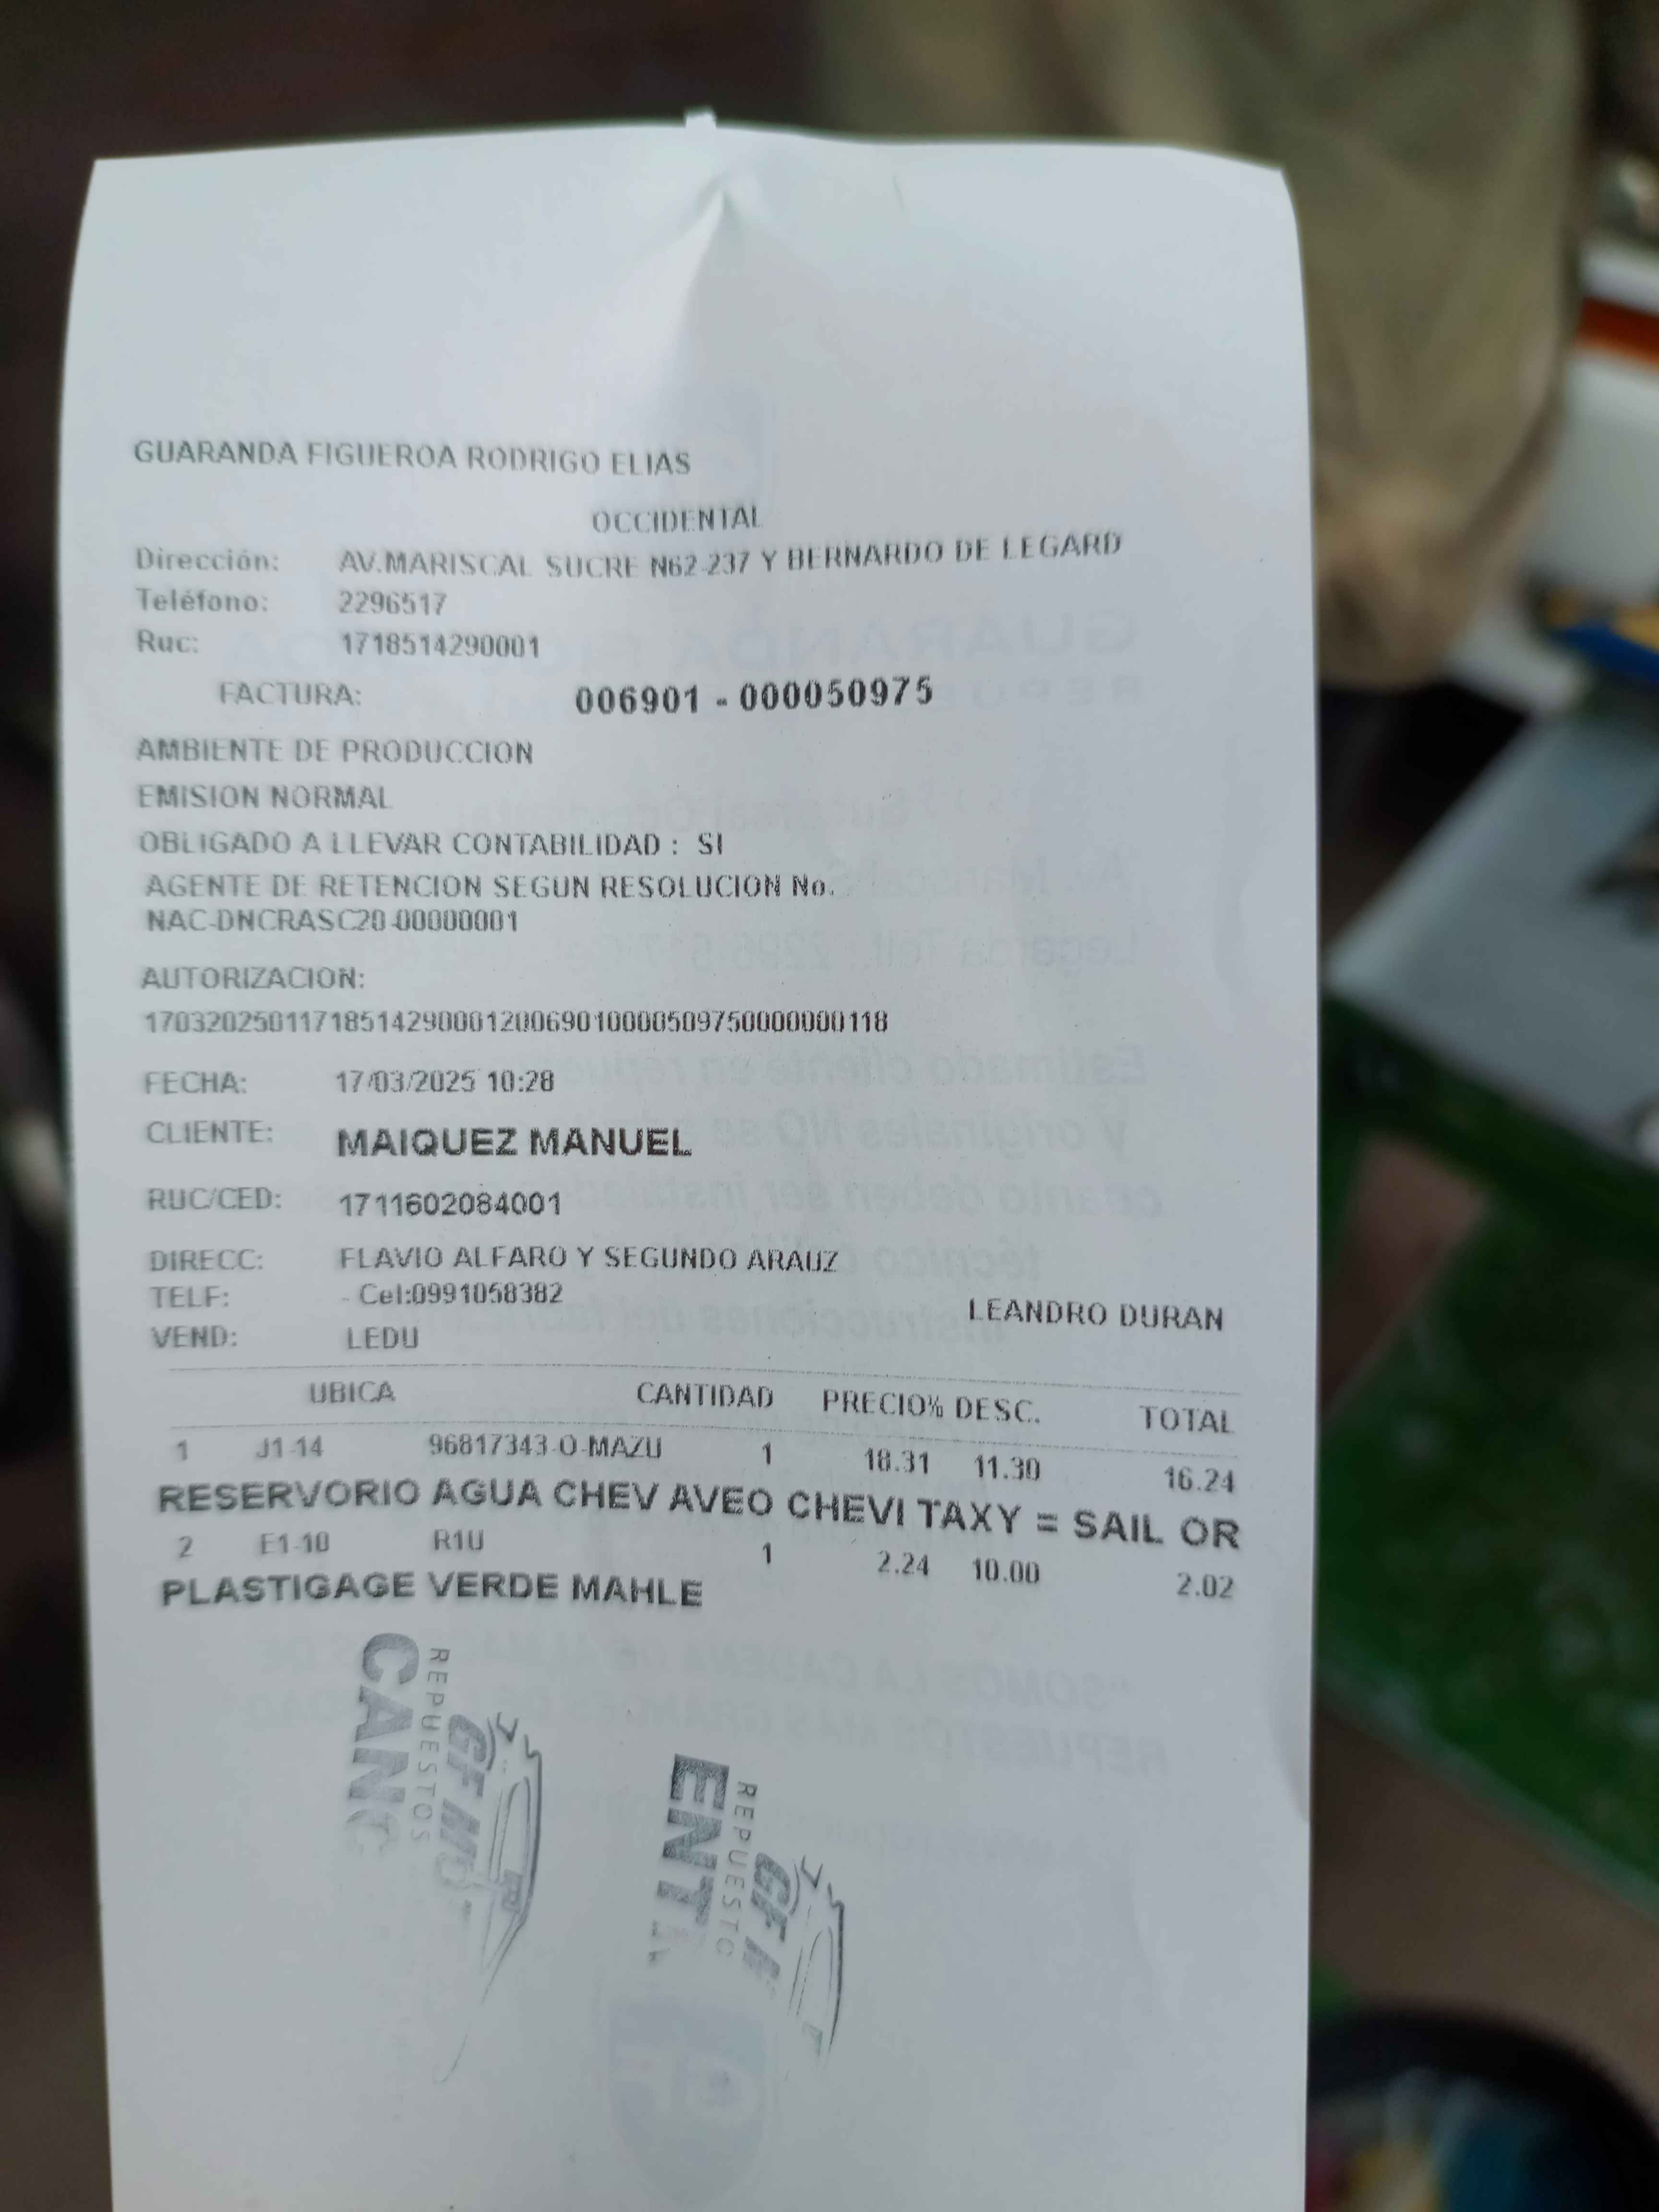 GUARANDA FIGUEROA RODRIGO ELIAS
OCCIDENTAL
Dirección: AV.MARISCAL SUCRE N62-237 Y BERNARDO DE LEGARD
Teléfono: 2296517
Ruc: 1718514290001
FACTURA: 006901 - 000050975
AMBIENTE DE PRODUCCION
EMISION NORMAL
OBLIGADO A LLEVAR CONTABILIDAD : SI
AGENTE DE RETENCION SEGUN RESOLUCION No.
NAC-DNCRASC20-00000001
AUTORIZACION:
1703202501171851429000120069010000509750000000118
FECHA: 17/03/2025 10:28
CLIENTE: MAIQUEZ MANUEL
RUC/CED: 1711602084001
DIRECC: FLAVIO ALFARO Y SEGUNDO ARAUZ
TELF: - Cel:0991058382
VEND: LEDU LEANDRO DURAN
UBICA CANTIDAD PRECIO% DESC. TOTAL
1 J1-14 96817343-O-MAZU 1 18.31 11.30 16.24
RESERVORIO AGUA CHEV AVEO CHEVI TAXY = SAIL OR
2 E1-10 R1U 1 2.24 10.00 2.02
PLASTIGAGE VERDE MAHLE
GF MOT
REPUESTOS
CANC
GF
REPUESTO
ENT